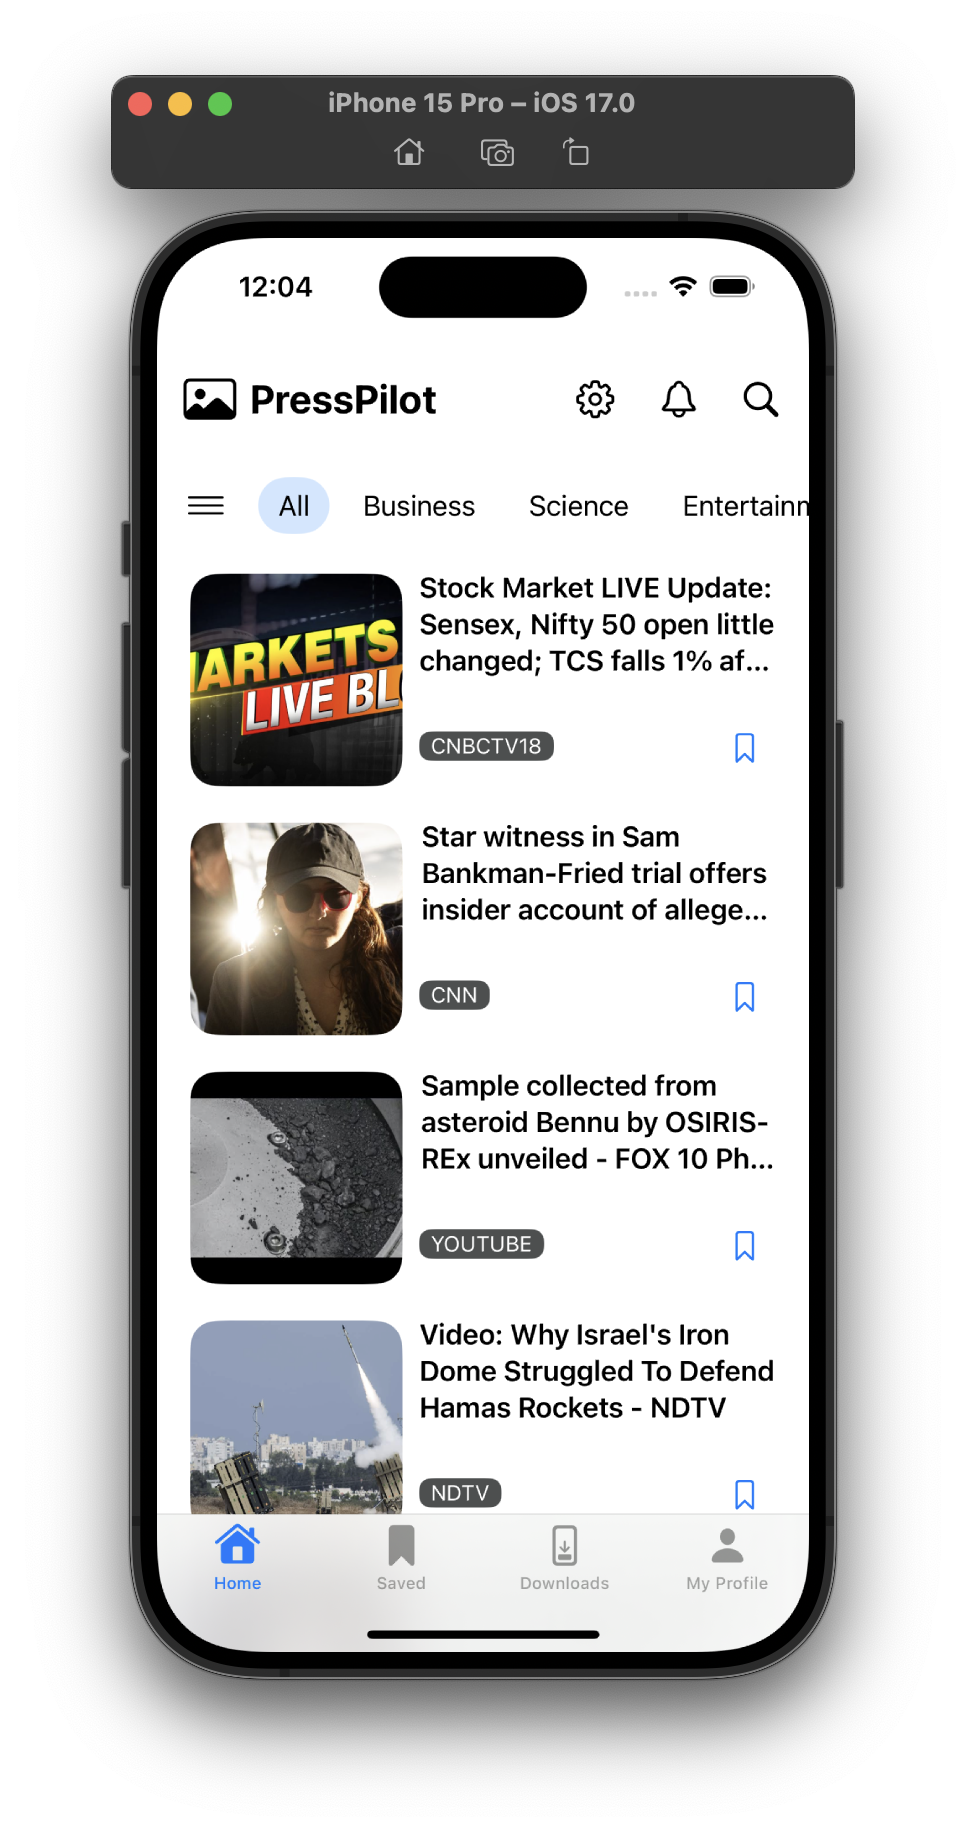 iPhone 15 Pro – iOS 17.0
12:04
PressPilot
All Business Science Entertainm
Stock Market LIVE Update:
Sensex, Nifty 50 open little
changed; TCS falls 1% af...
MARKETS
LIVE BLO
CNBCTV18
Star witness in Sam
Bankman-Fried trial offers
insider account of allege...
CNN
Sample collected from
asteroid Bennu by OSIRIS-
REx unveiled - FOX 10 Ph...
YOUTUBE
Video: Why Israel's Iron
Dome Struggled To Defend
Hamas Rockets - NDTV
NDTV
Home Saved Downloads My Profile